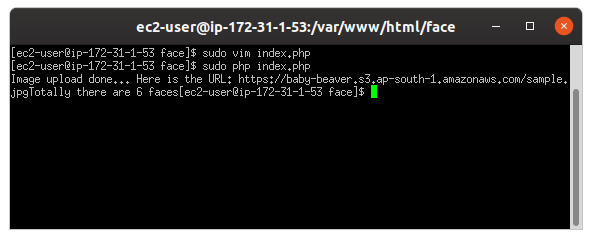 ec2-user@ip-172-31-1-53:/var/www/html/face
[ec2-user@ip-172-31-1-53 face]$ sudo vim index.php
[ec2-user@ip-172-31-1-53 face]$ sudo php index.php
Image upload done... Here is the URL: https://baby-beaver.s3.ap-south-1.amazonaws.com/sample.
jpgTotally there are 6 faces[ec2-user@ip-172-31-1-53 face]$